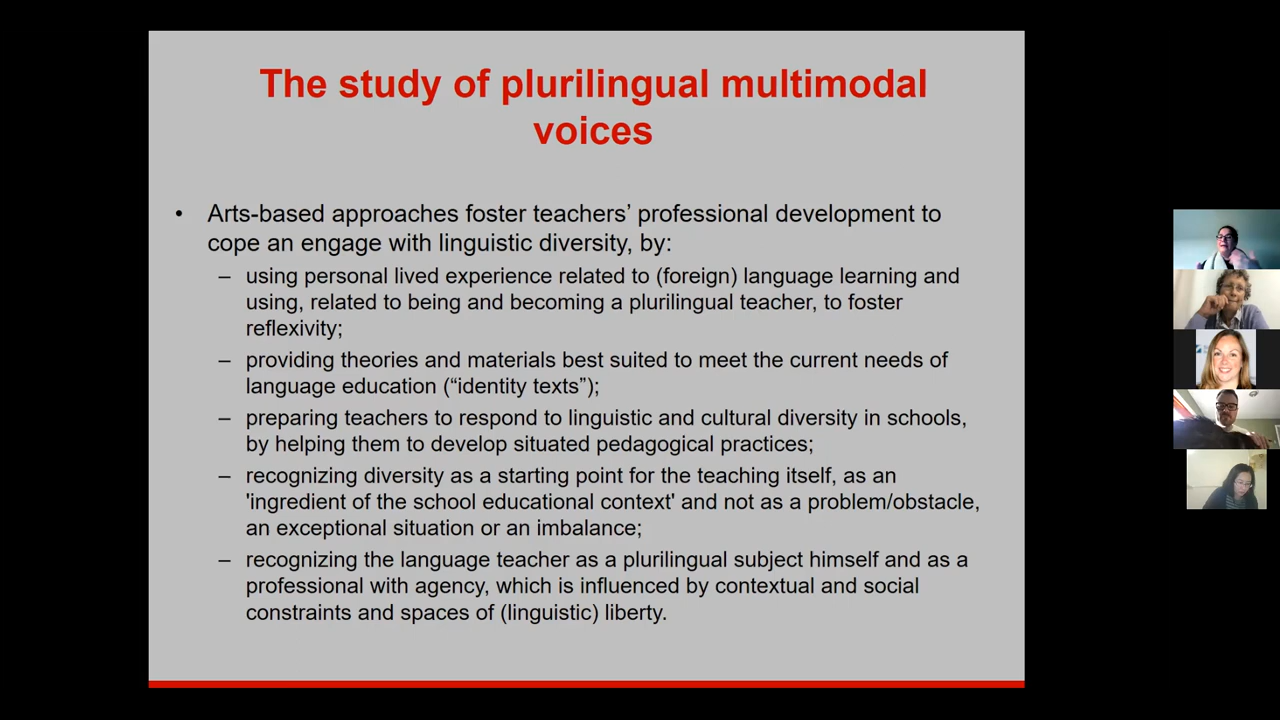 The study of plurilingual multimodal
voices
• Arts-based approaches foster teachers’ professional development to
cope an engage with linguistic diversity, by:
– using personal lived experience related to (foreign) language learning and
using, related to being and becoming a plurilingual teacher, to foster
reflexivity;
– providing theories and materials best suited to meet the current needs of
language education (“identity texts”);
– preparing teachers to respond to linguistic and cultural diversity in schools,
by helping them to develop situated pedagogical practices;
– recognizing diversity as a starting point for the teaching itself, as an
'ingredient of the school educational context' and not as a problem/obstacle,
an exceptional situation or an imbalance;
– recognizing the language teacher as a plurilingual subject himself and as a
professional with agency, which is influenced by contextual and social
constraints and spaces of (linguistic) liberty.